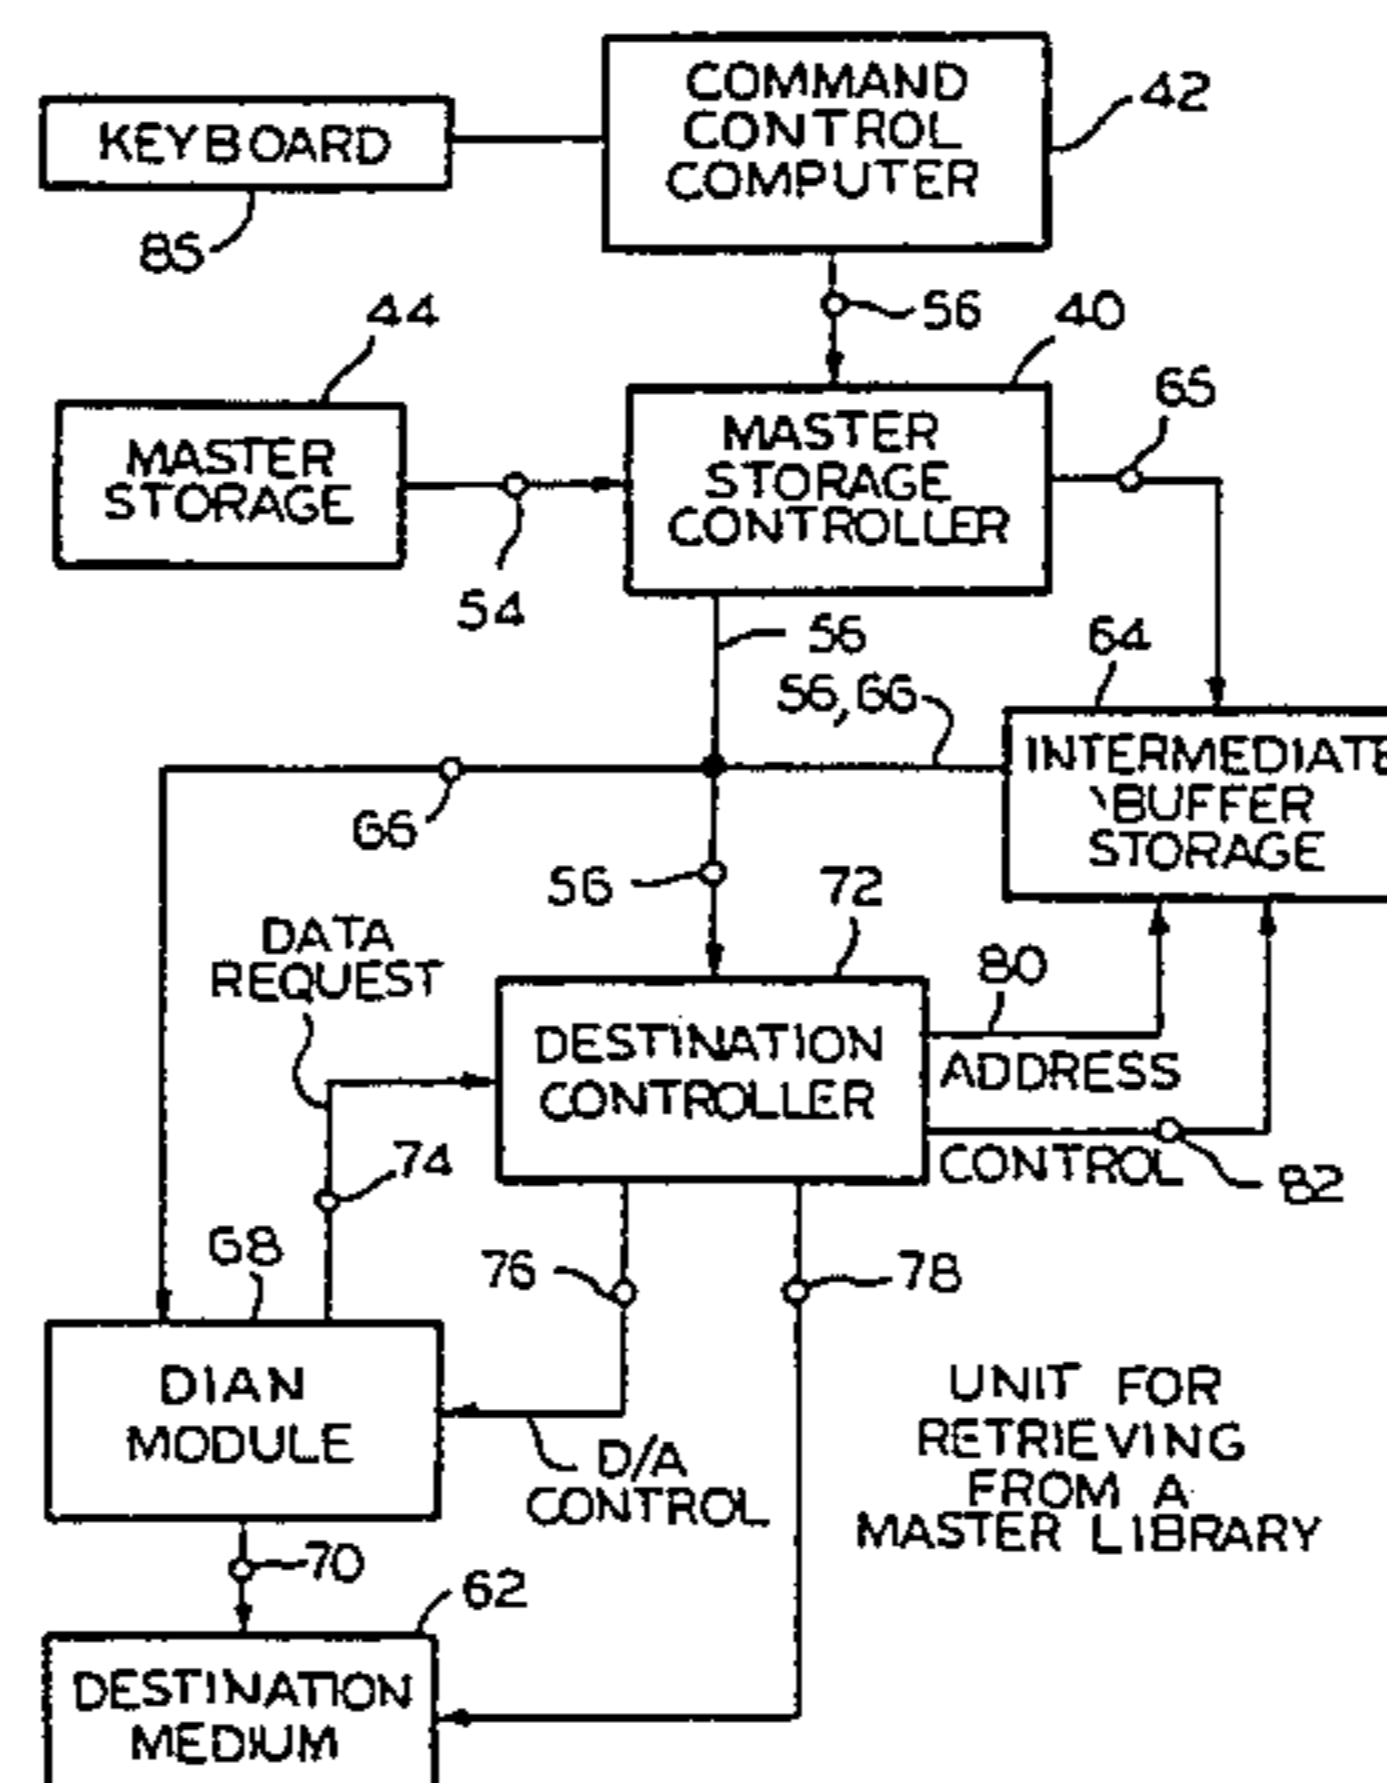 COMMAND
CONTROL
COMPUTER
42
KEYBOARD
85
56
44
40
65
MASTER
STORAGE
MASTER
STORAGE
CONTROLLER
54
56
64
56,66
INTERMEDIATE
BUFFER
STORAGE
66
56
72
DATA
REQUEST
80
DESTINATION
CONTROLLER
ADDRESS
74
CONTROL
82
68
76
78
DIAN
MODULE
D/A
CONTROL
UNIT FOR
RETRIEVING
FROM A
MASTER LIBRARY
70
62
DESTINATION
MEDIUM